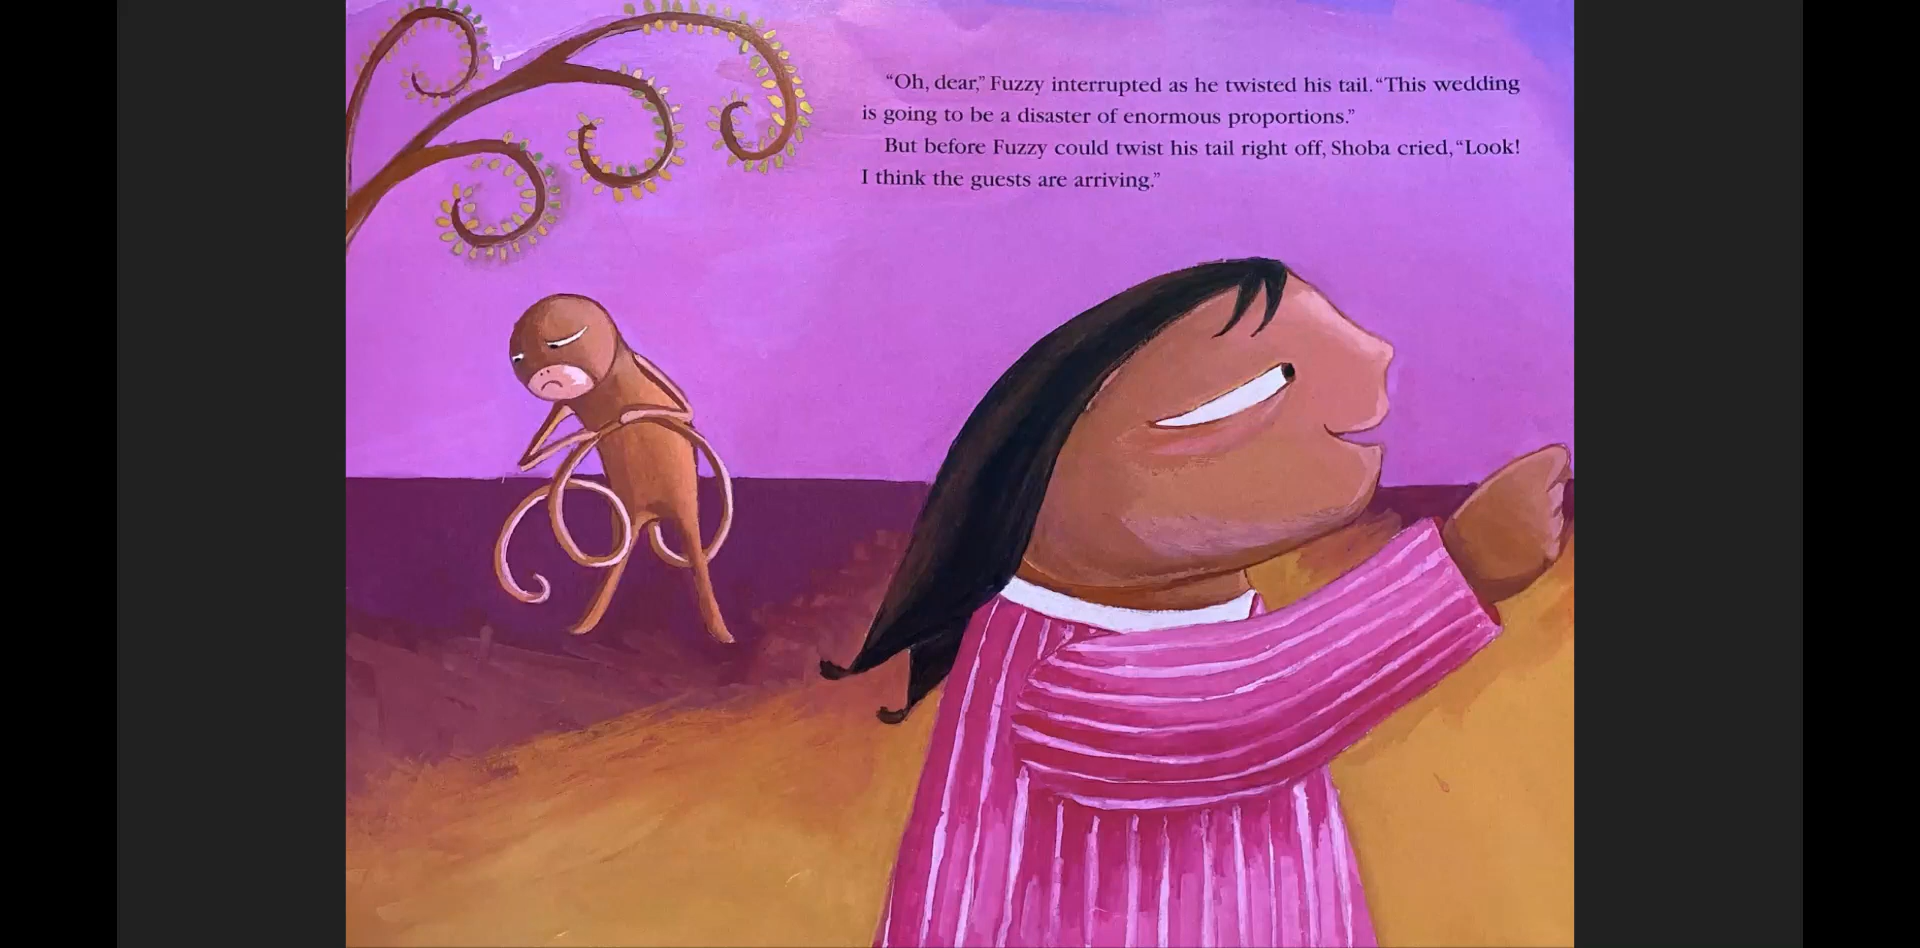 “Oh, dear,” Fuzzy interrupted as he twisted his tail. “This wedding
is going to be a disaster of enormous proportions.”
But before Fuzzy could twist his tail right off, Shoba cried, “Look!
I think the guests are arriving.”